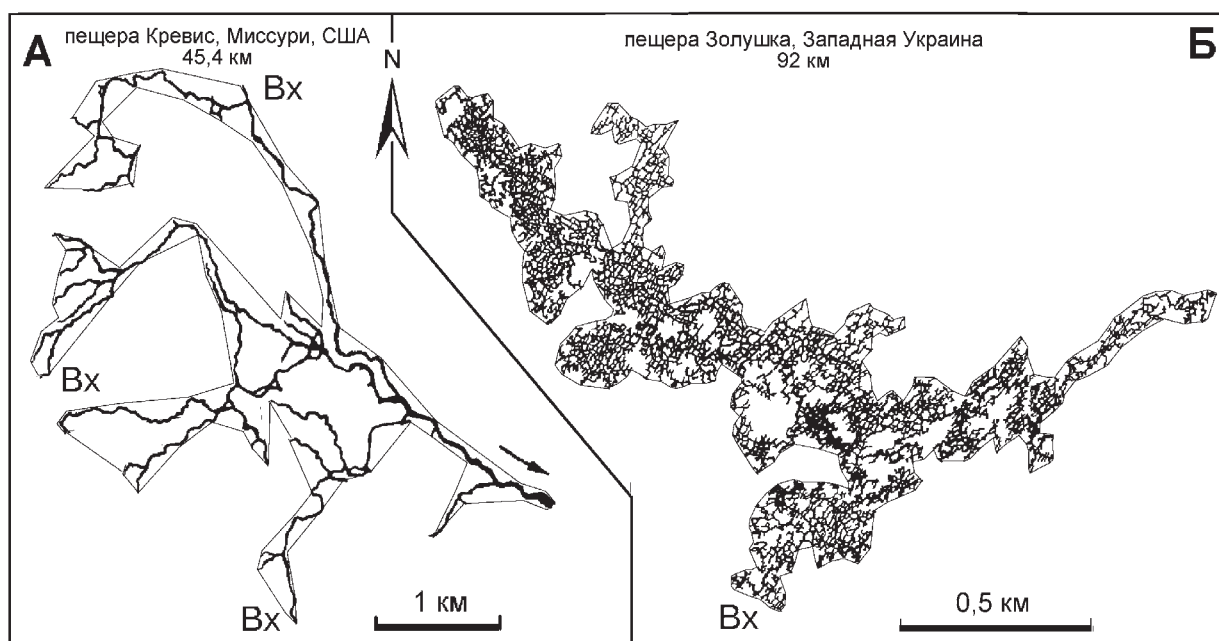 А
пещера Кревис, Миссури, США
45,4 км
Вх
Вх
Вх
1 км
N
пещера Золушка, Западная Украина
92 км
Б
Вх
0,5 км